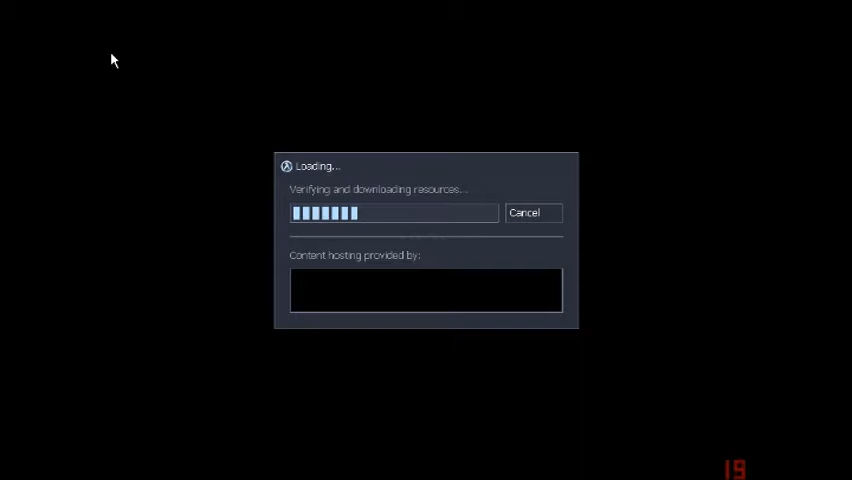 Loading...
Verifying and downloading resources...
Cancel
Content hosting provided by:
19